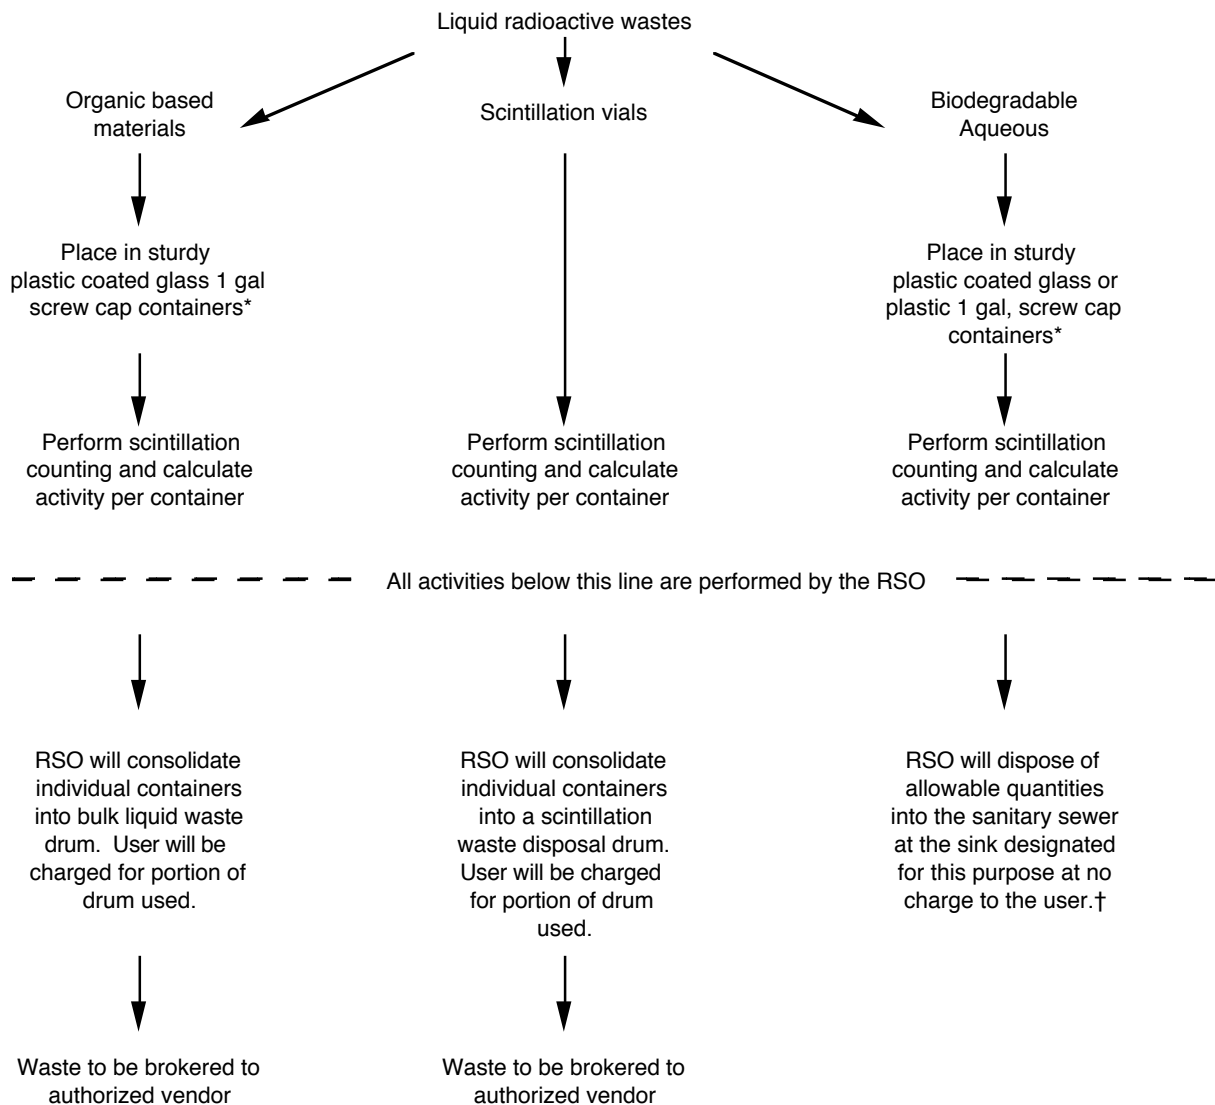 Liquid radioactive wastes
Organic based
materials
Scintillation vials
Biodegradable
Aqueous
Place in sturdy
plastic coated glass 1 gal
screw cap containers*
Place in sturdy
plastic coated glass or
plastic 1 gal, screw cap
containers*
Perform scintillation
counting and calculate
activity per container
Perform scintillation
counting and calculate
activity per container
Perform scintillation
counting and calculate
activity per container
All activities below this line are performed by the RSO
RSO will consolidate
individual containers
into bulk liquid waste
drum. User will be
charged for portion of
drum used.
RSO will consolidate
individual containers
into a scintillation
waste disposal drum.
User will be charged
for portion of drum
used.
RSO will dispose of
allowable quantities
into the sanitary sewer
at the sink designated
for this purpose at no
charge to the user.†
Waste to be brokered to
authorized vendor
Waste to be brokered to
authorized vendor